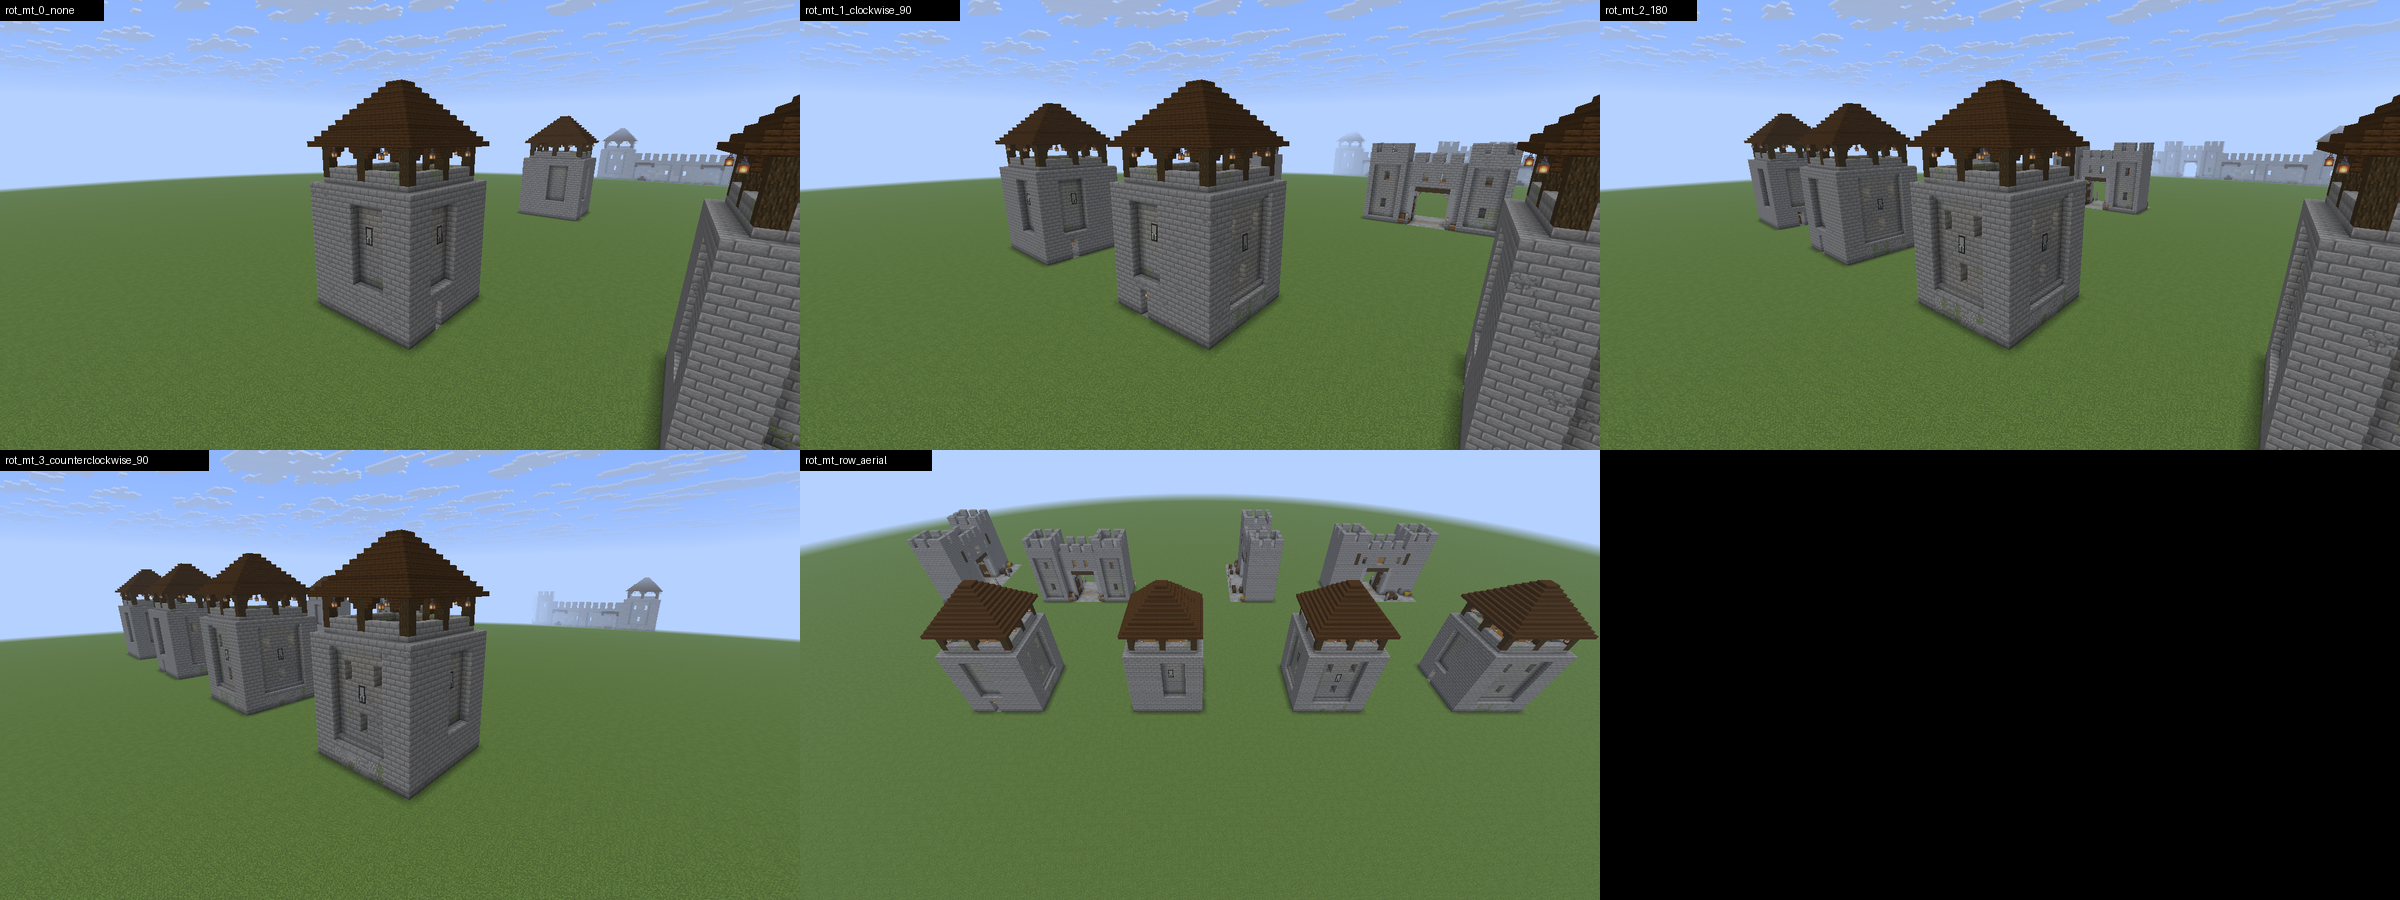 rot_mt_0_none
rot_mt_1_clockwise_90
rot_mt_2_180
rot_mt_3_counterclockwise_90
rot_mt_row_aerial